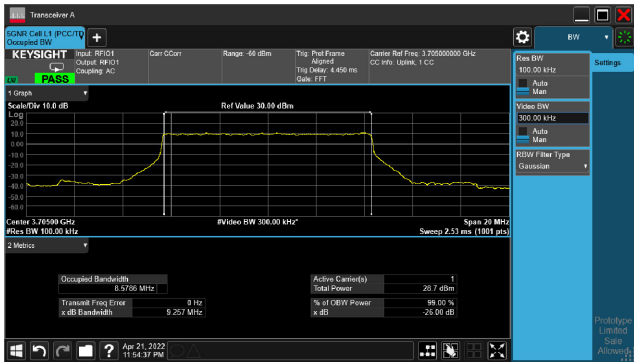 Transceiver A
5GNR Cell L1 (PCC/ITU
Occupied BW
BW
KEYSIGHT
Input: RFIO1
Output: RFIO1
Coupling: AC
Corr CCorr
Range: -60 dBm
Trig: Prot Frame
Aligned
Trig Delay: 4.450 ms
Gate: FFT
Carrier Ref Freq: 3.705000000 GHz
CC Info: Uplink, 1 CC
PASS
Res BW
100.00 kHz
Auto
Man
Settings
Video BW
300.00 kHz
Auto
Man
RBW Filter Type
Gaussian
1 Graph
Scale/Div 10.0 dB
Ref Value 30.00 dBm
Log
20.0
10.0
0.00
-10.0
-20.0
-30.0
-40.0
-50.0
-60.0
Center 3.70500 GHz
#Video BW 300.00 kHz*
Span 20 MHz
#Res BW 100.00 kHz
Sweep 2.53 ms (1001 pts)
2 Metrics
Occupied Bandwidth
8.5786 MHz
Active Carrier(s) 1
Total Power 28.7 dBm
Transmit Freq Error 0 Hz
x dB Bandwidth 9.257 MHz
% of OBW Power 99.00 %
x dB -26.00 dB
Prototype
Limited
Sale
Allowed
Apr 21, 2022
11:54:37 PM